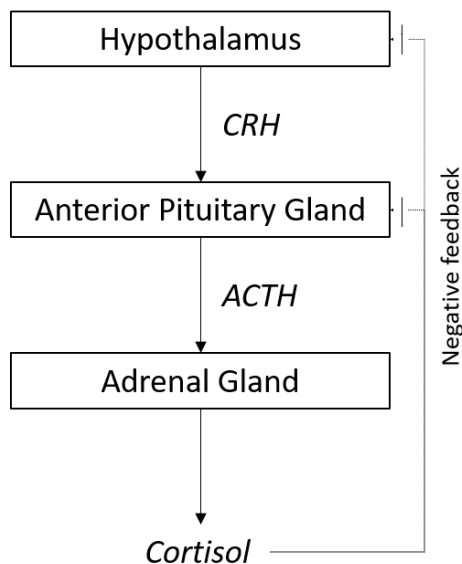 Hypothalamus
CRH
Anterior Pituitary Gland
ACTH
Adrenal Gland
Cortisol
Negative feedback